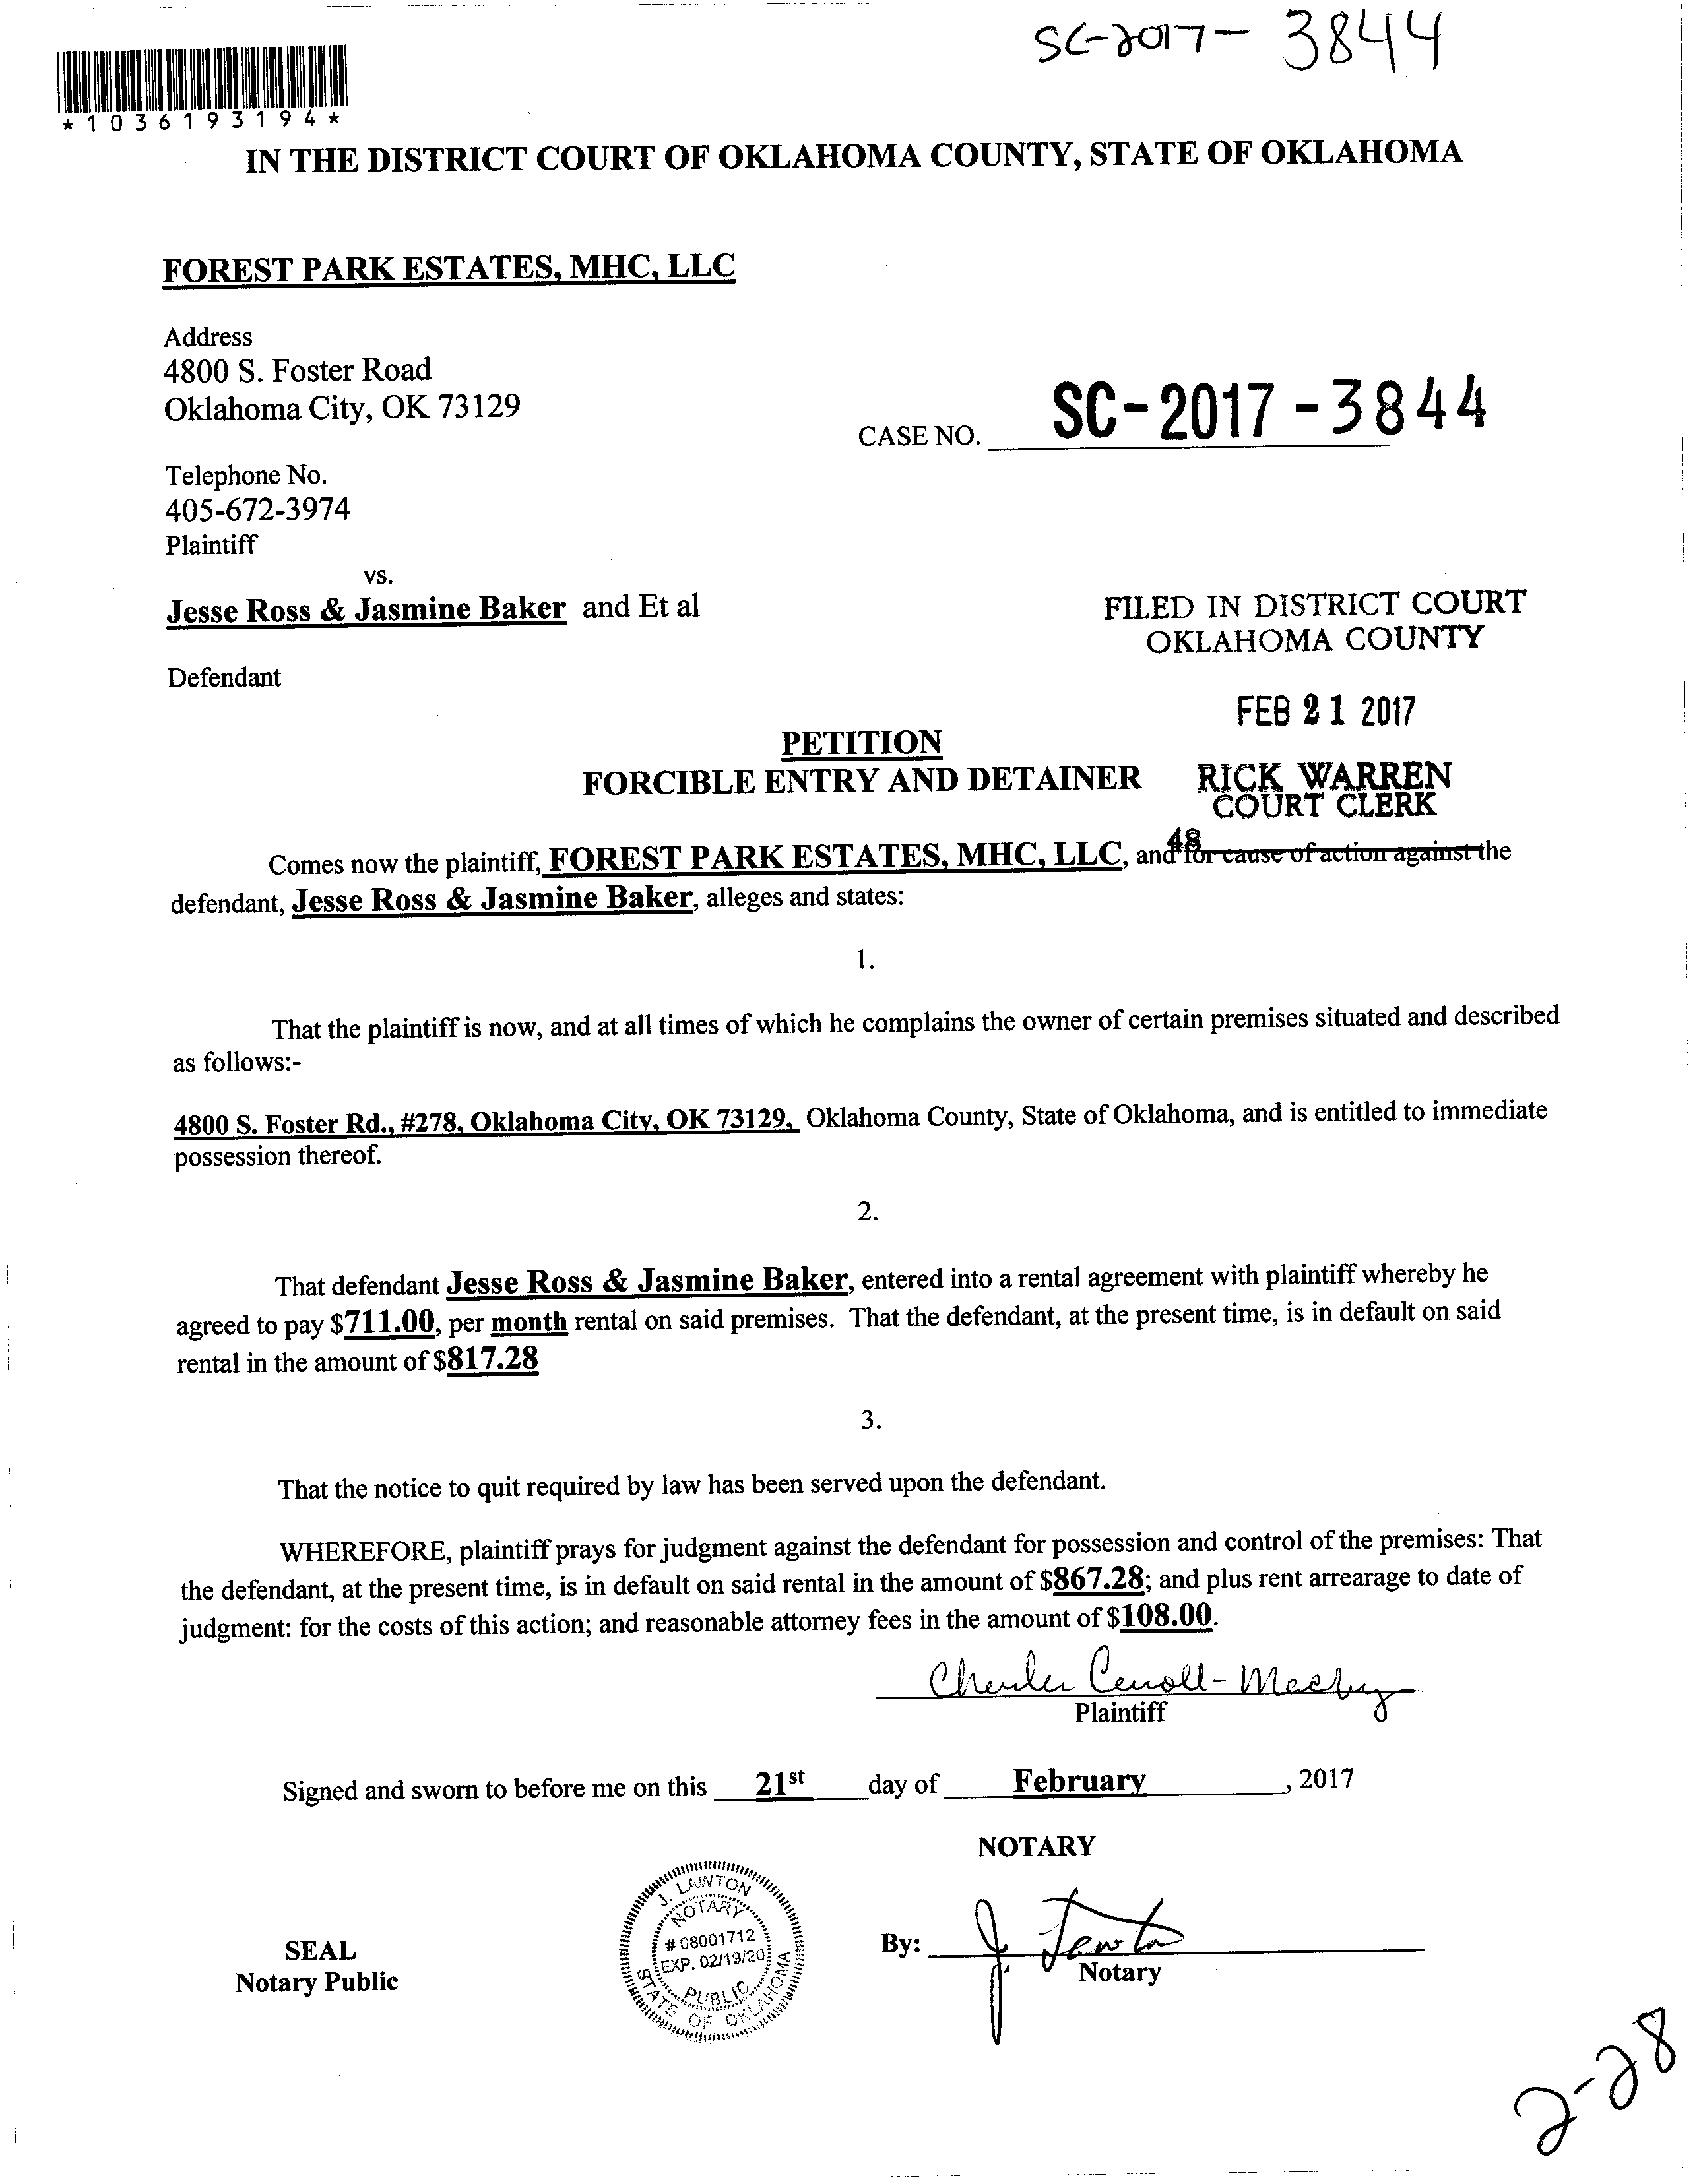 SC-2017-3844
*1036193194*
IN THE DISTRICT COURT OF OKLAHOMA COUNTY, STATE OF OKLAHOMA
FOREST PARK ESTATES, MHC, LLC
Address
4800 S. Foster Road
Oklahoma City, OK 73129
CASE NO. SC-2017-3844
Telephone No.
405-672-3974
Plaintiff
vs.
Jesse Ross & Jasmine Baker and Et al
FILED IN DISTRICT COURT
OKLAHOMA COUNTY
Defendant
FEB 21 2017
PETITION
FORCIBLE ENTRY AND DETAINER
RICK WARREN
COURT CLERK
48
Comes now the plaintiff, FOREST PARK ESTATES, MHC, LLC, and for cause of action against the
defendant, Jesse Ross & Jasmine Baker, alleges and states:
1.
That the plaintiff is now, and at all times of which he complains the owner of certain premises situated and described
as follows:-
4800 S. Foster Rd., #278, Oklahoma City, OK 73129, Oklahoma County, State of Oklahoma, and is entitled to immediate
possession thereof.
2.
That defendant Jesse Ross & Jasmine Baker, entered into a rental agreement with plaintiff whereby he
agreed to pay $711.00, per month rental on said premises. That the defendant, at the present time, is in default on said
rental in the amount of $817.28
3.
That the notice to quit required by law has been served upon the defendant.
WHEREFORE, plaintiff prays for judgment against the defendant for possession and control of the premises: That
the defendant, at the present time, is in default on said rental in the amount of $867.28; and plus rent arrearage to date of
judgment: for the costs of this action; and reasonable attorney fees in the amount of $108.00.
Plaintiff
Signed and sworn to before me on this 21st day of February, 2017
NOTARY
J. LAWTON
NOTARY
# 08001712
EXP. 02/19/20
PUBLIC
STATE OF OKLAHOMA
SEAL
Notary Public
By: J. Lawton
Notary
2-28